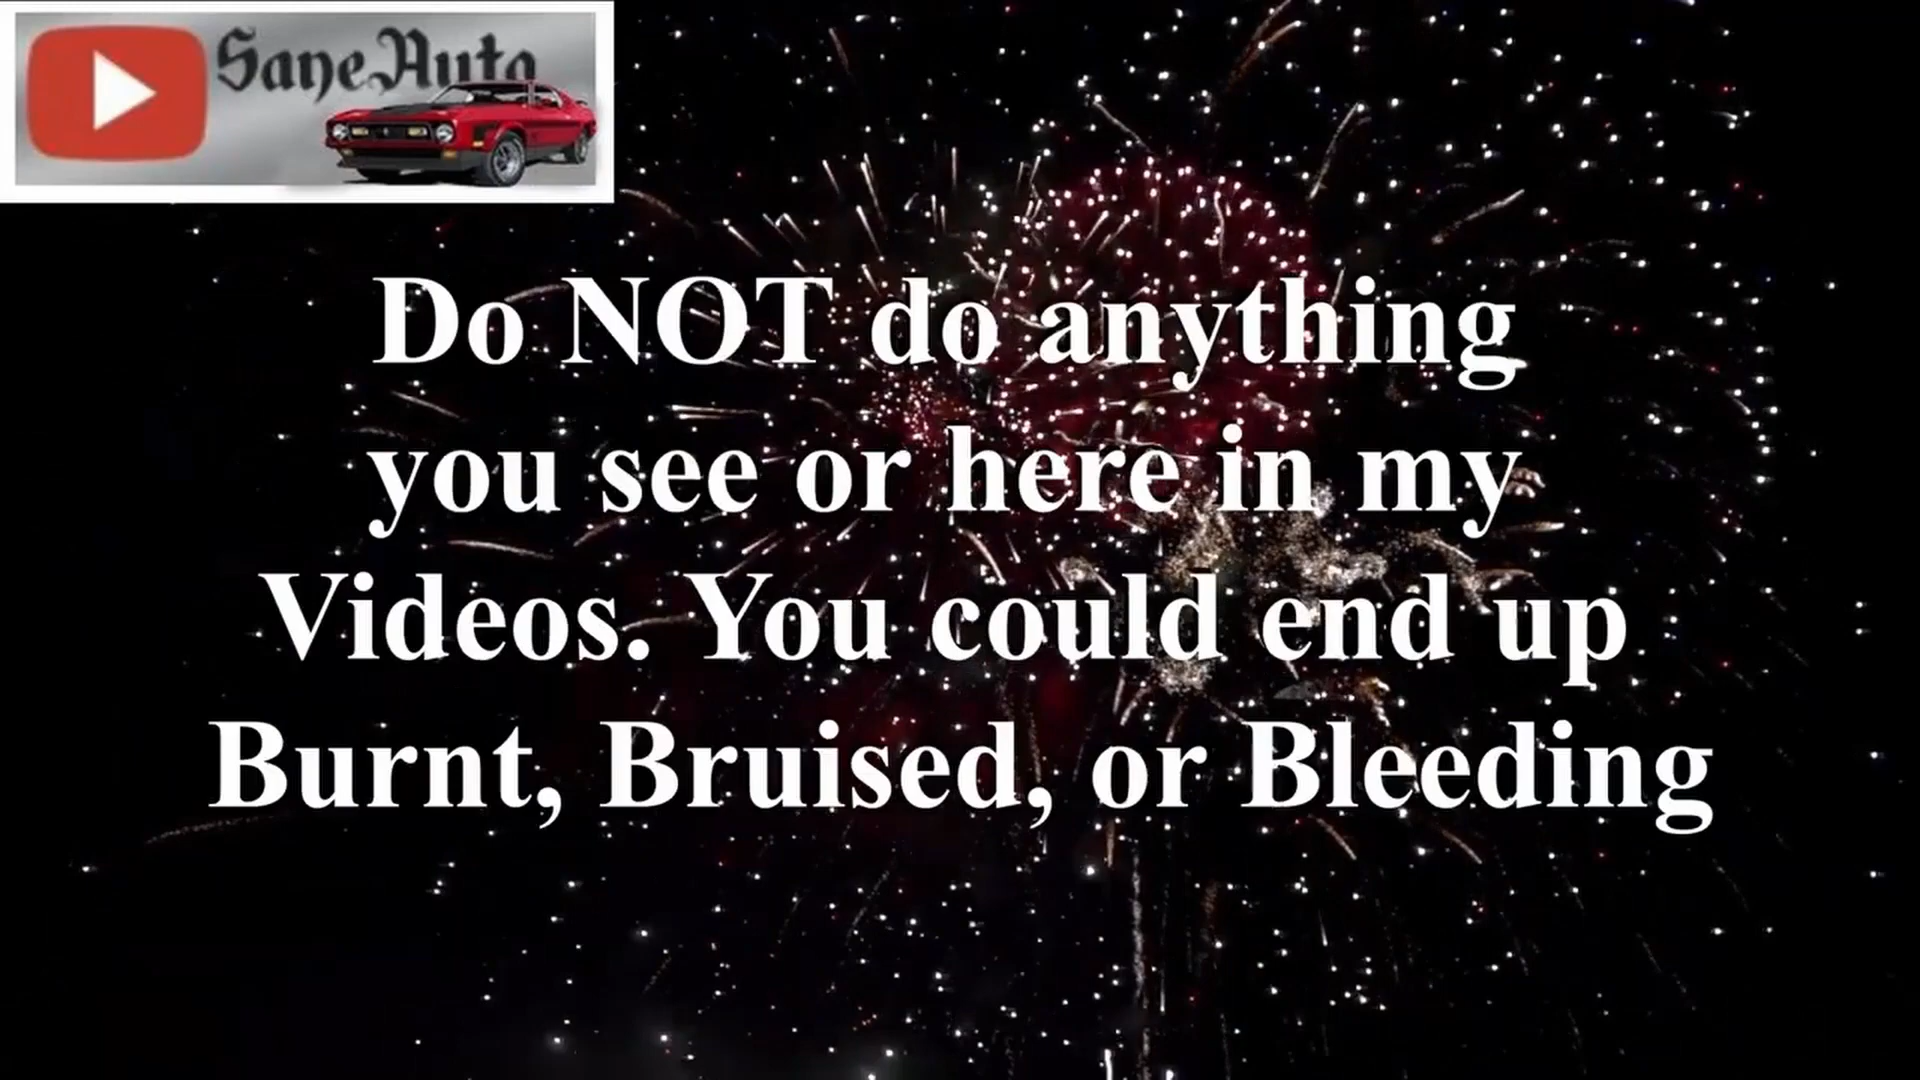 SaneAuto
Do NOT do anything
you see or here in my
Videos. You could end up
Burnt, Bruised, or Bleeding